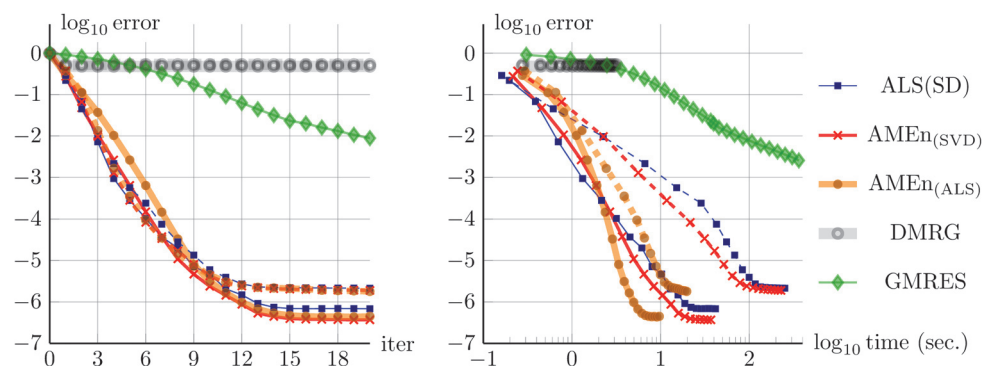 log₁₀ error
0
−1
−2
−3
−4
−5
−6
−7
0 3 6 9 12 15 18 iter
log₁₀ error
0
−1
−2
−3
−4
−5
−6
−7
−1 0 1 2 log₁₀ time (sec.)
ALS(SD)
AMEn(SVD)
AMEn(ALS)
DMRG
GMRES